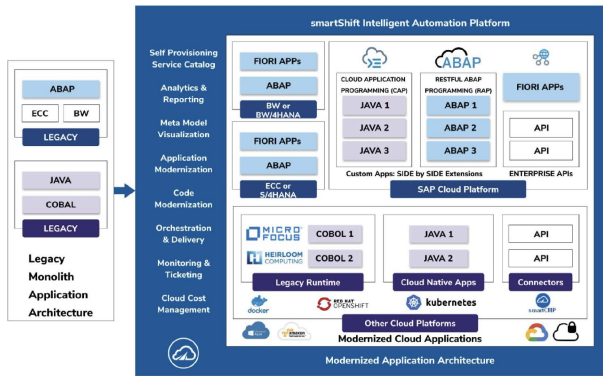 smartShift Intelligent Automation Platform
ABAP
ECC
BW
LEGACY
JAVA
COBAL
LEGACY
Legacy
Monolith
Application
Architecture
Self Provisioning
Service Catalog
Analytics &
Reporting
Meta Model
Visualization
Application
Modernization
Code
Modernization
Orchestration
& Delivery
Monitoring &
Ticketing
Cloud Cost
Management
FIORI APPs
ABAP
BW or
BW/4HANA
FIORI APPs
ABAP
ECC or
S/4HANA
CLOUD APPLICATION
PROGRAMMING (CAP)
JAVA 1
JAVA 2
JAVA 3
ABAP
RESTFUL ABAP
PROGRAMMING (RAP)
ABAP 1
ABAP 2
ABAP 3
FIORI APPs
API
API
Custom Apps: SIDE by SIDE Extensions
ENTERPRISE APIs
SAP Cloud Platform
MICRO
FOCUS
COBOL 1
HEIRLOOM
COMPUTING
COBOL 2
Legacy Runtime
JAVA 1
JAVA 2
Cloud Native Apps
API
API
Connectors
docker
RED HAT
OPENSHIFT
kubernetes
Other Cloud Platforms
Modernized Cloud Applications
Modernized Application Architecture